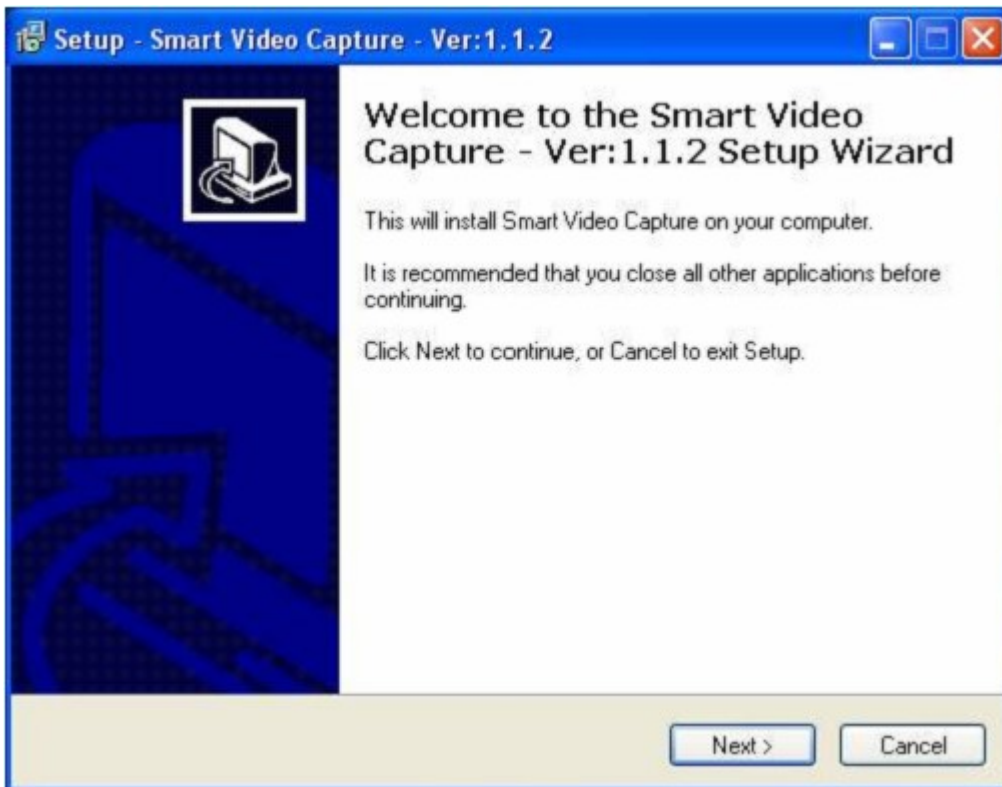 Setup - Smart Video Capture - Ver:1.1.2
Welcome to the Smart Video
Capture - Ver:1.1.2 Setup Wizard
This will install Smart Video Capture on your computer.
It is recommended that you close all other applications before
continuing.
Click Next to continue, or Cancel to exit Setup.
Next >
Cancel